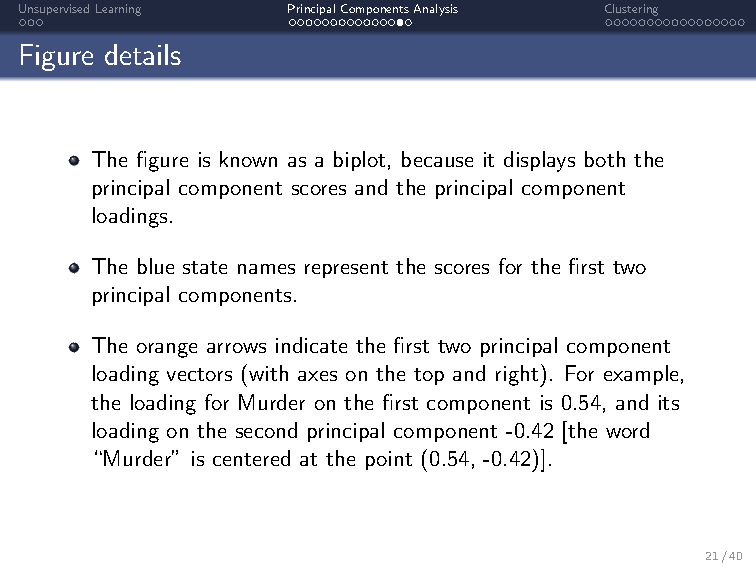 Unsupervised Learning
Principal Components Analysis
Clustering
Figure details
The figure is known as a biplot, because it displays both the
principal component scores and the principal component
loadings.
The blue state names represent the scores for the first two
principal components.
The orange arrows indicate the first two principal component
loading vectors (with axes on the top and right). For example,
the loading for Murder on the first component is 0.54, and its
loading on the second principal component -0.42 [the word
“Murder” is centered at the point (0.54, -0.42)].
21 / 40